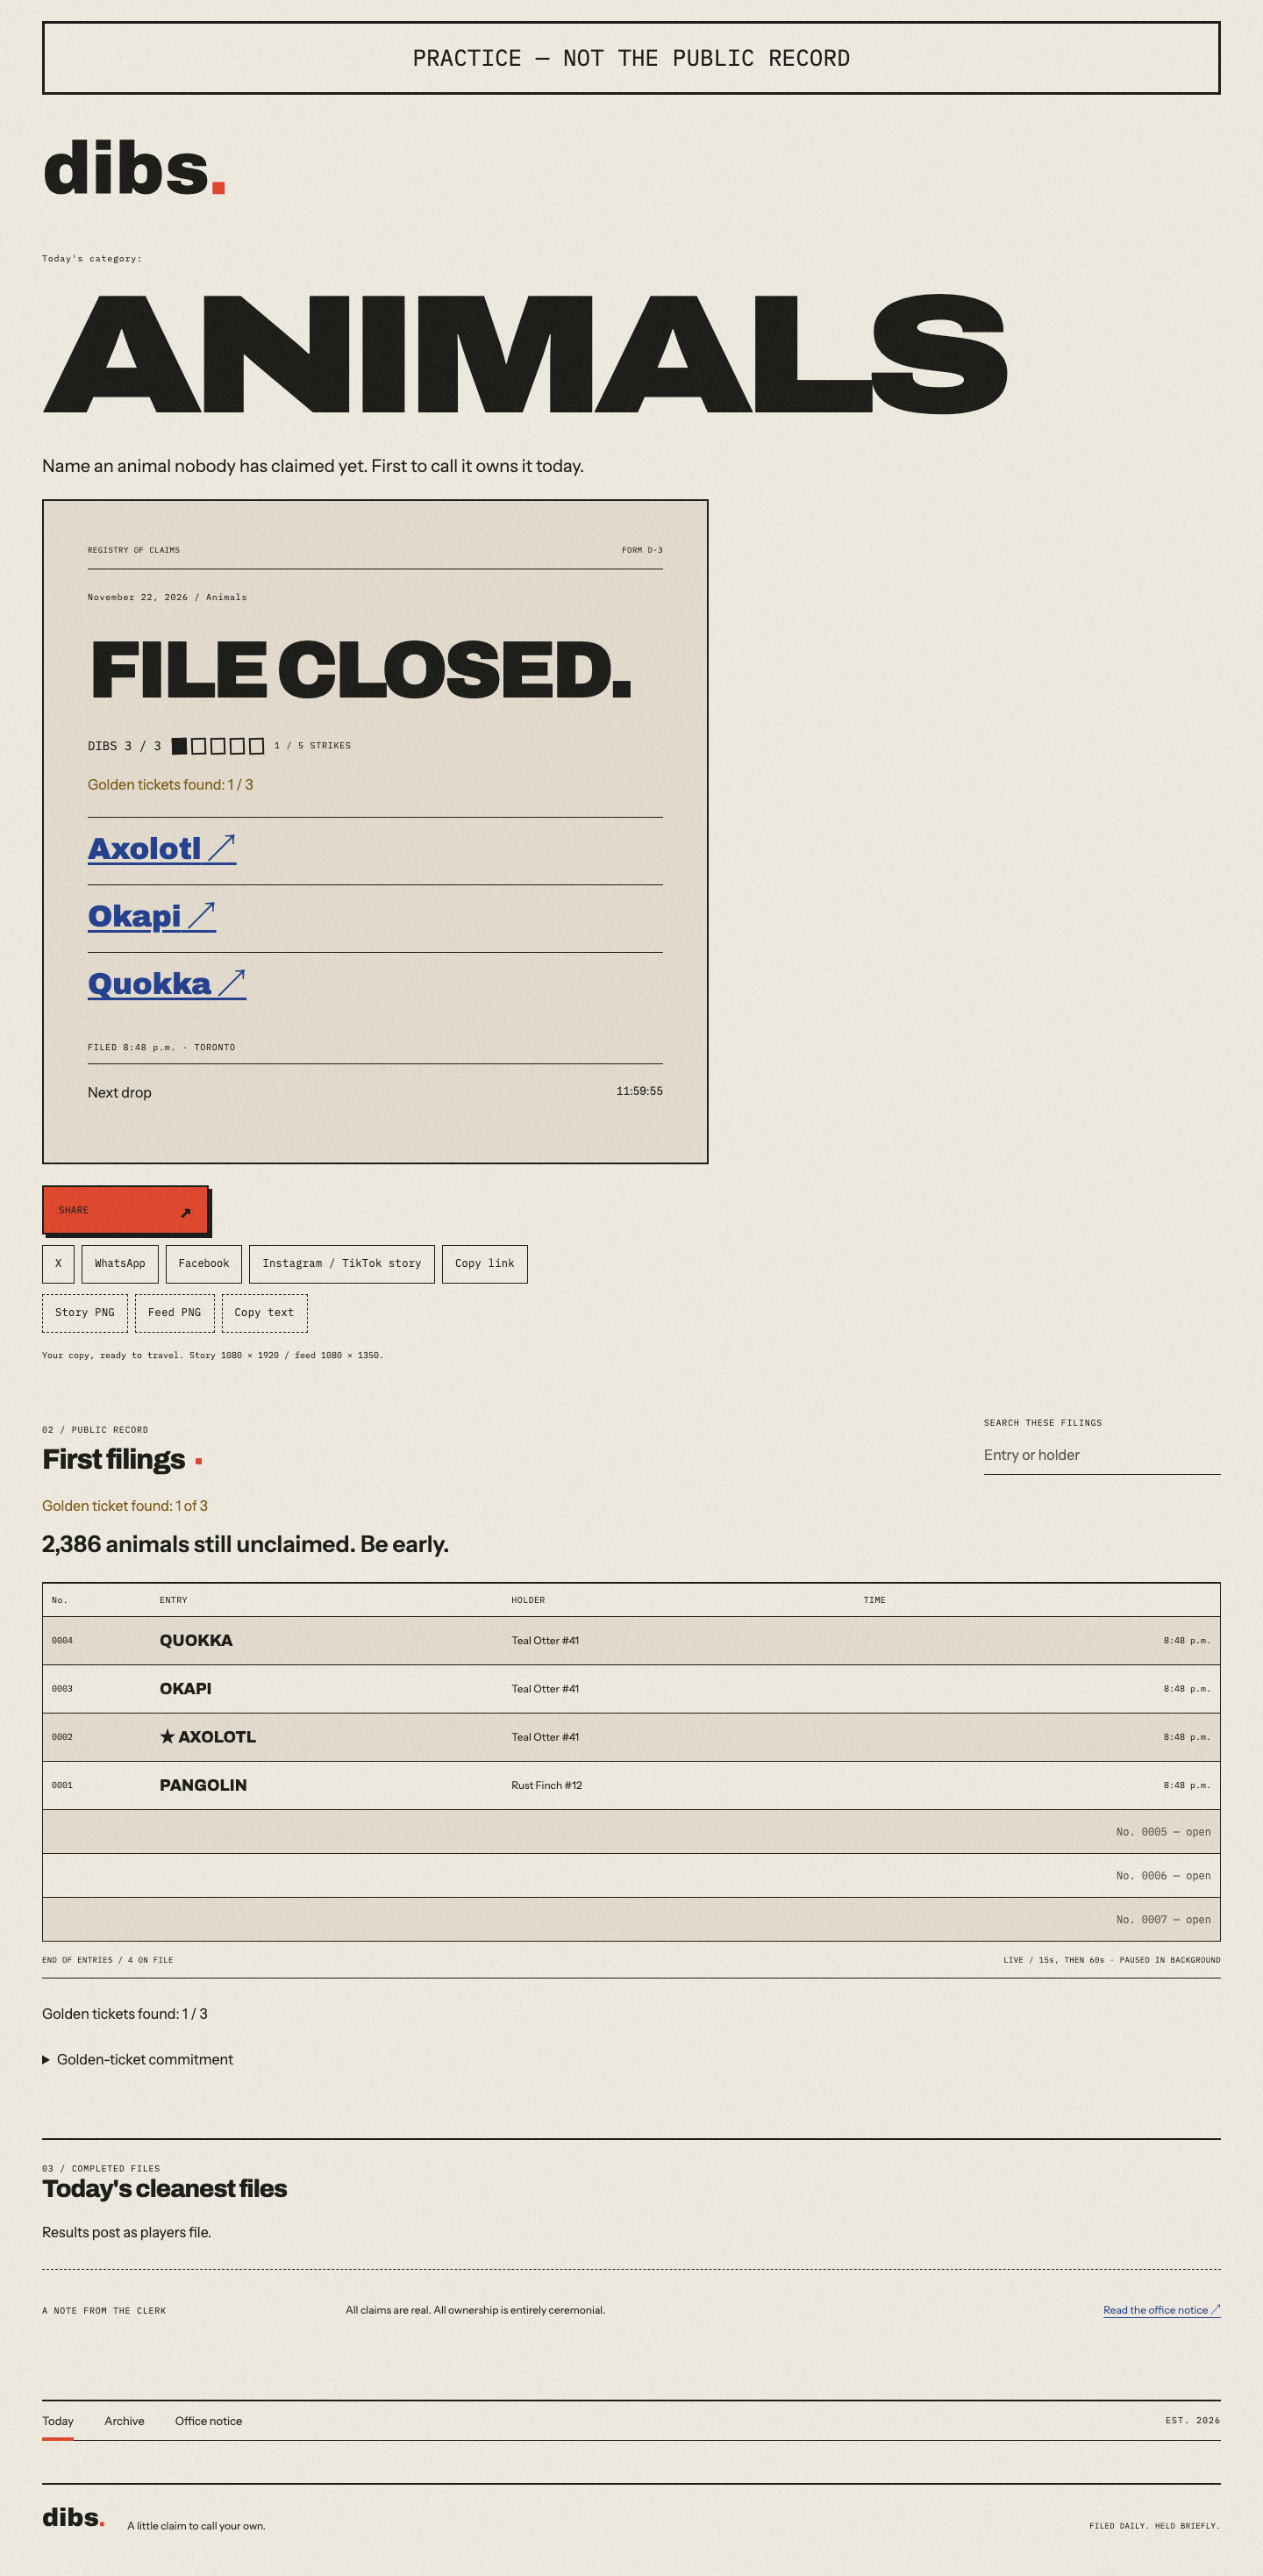 PRACTICE — NOT THE PUBLIC RECORD
dibs.
Today's category:
ANIMALS
Name an animal nobody has claimed yet. First to call it owns it today.
REGISTRY OF CLAIMS FORM D-3
November 22, 2026 / Animals
FILE CLOSED.
DIBS 3 / 3 1 / 5 STRIKES
Golden tickets found: 1 / 3
Axolotl ↗
Okapi ↗
Quokka ↗
FILED 8:48 p.m. · TORONTO
Next drop 11:59:55
SHARE ↗
X WhatsApp Facebook Instagram / TikTok story Copy link
Story PNG Feed PNG Copy text
Your copy, ready to travel. Story 1080 × 1920 / feed 1080 × 1350.
02 / PUBLIC RECORD
First filings
SEARCH THESE FILINGS
Entry or holder
Golden ticket found: 1 of 3
2,386 animals still unclaimed. Be early.
No. ENTRY HOLDER TIME
0004 QUOKKA Teal Otter #41 8:48 p.m.
0003 OKAPI Teal Otter #41 8:48 p.m.
0002 ★ AXOLOTL Teal Otter #41 8:48 p.m.
0001 PANGOLIN Rust Finch #12 8:48 p.m.
No. 0005 — open
No. 0006 — open
No. 0007 — open
END OF ENTRIES / 4 ON FILE LIVE / 15s, THEN 60s · PAUSED IN BACKGROUND
Golden tickets found: 1 / 3
▶ Golden-ticket commitment
03 / COMPLETED FILES
Today's cleanest files
Results post as players file.
A NOTE FROM THE CLERK All claims are real. All ownership is entirely ceremonial. Read the office notice ↗
Today Archive Office notice EST. 2026
dibs. A little claim to call your own. FILED DAILY. HELD BRIEFLY.